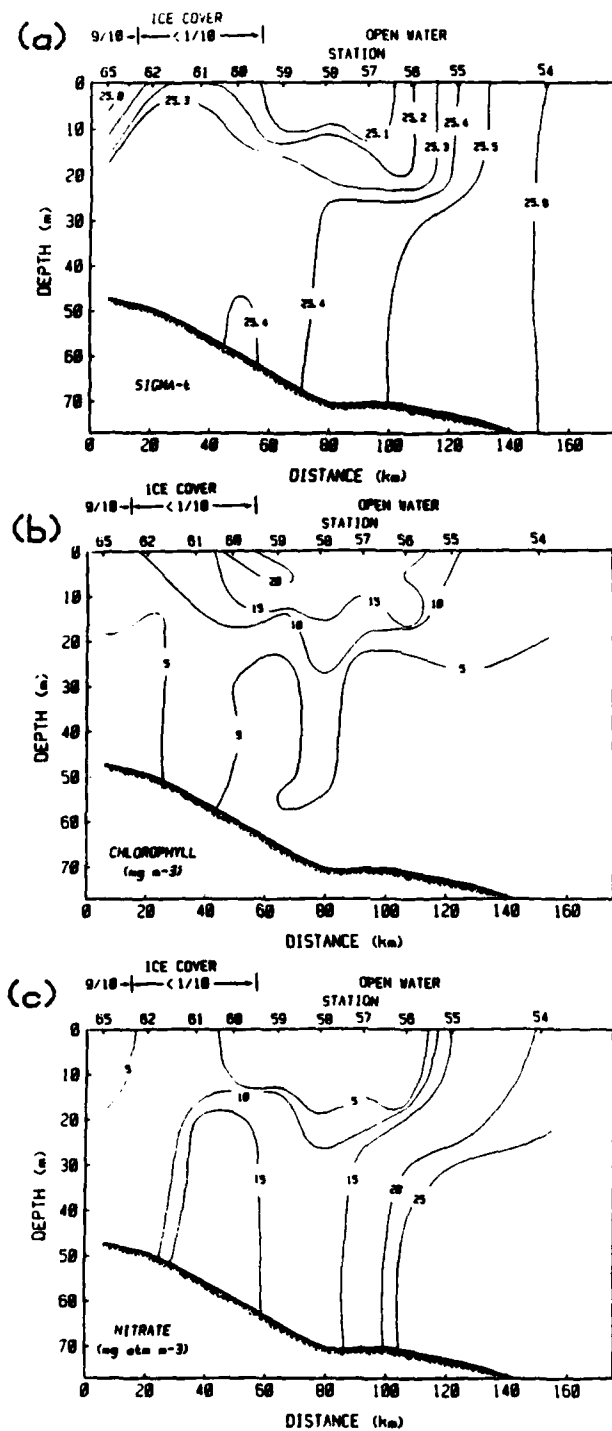 (a)
ICE COVER
9/10 <1/10 OPEN WATER
STATION
65 62 61 60 59 58 57 56 55 54
0
10
20
30
40
50
60
70
DEPTH (m)
25.0
25.3
25.1
25.2
25.4
25.3
25.5
25.6
25.4
25.4
SIGMA-t
0 20 40 60 80 100 120 140 160
DISTANCE (km)
(b)
ICE COVER
9/10 <1/10 OPEN WATER
STATION
65 62 61 60 59 58 57 56 55 54
0
10
20
30
40
50
60
70
DEPTH (m)
20
15
15
10
10
5
5
5
CHLOROPHYLL
(mg m-3)
0 20 40 60 80 100 120 140 160
DISTANCE (km)
(c)
ICE COVER
9/10 <1/10 OPEN WATER
STATION
65 62 61 60 59 58 57 56 55 54
0
10
20
30
40
50
60
70
DEPTH (m)
5
10
5
15
15
20
25
NITRATE
(mg atm m-3)
0 20 40 60 80 100 120 140 160
DISTANCE (km)